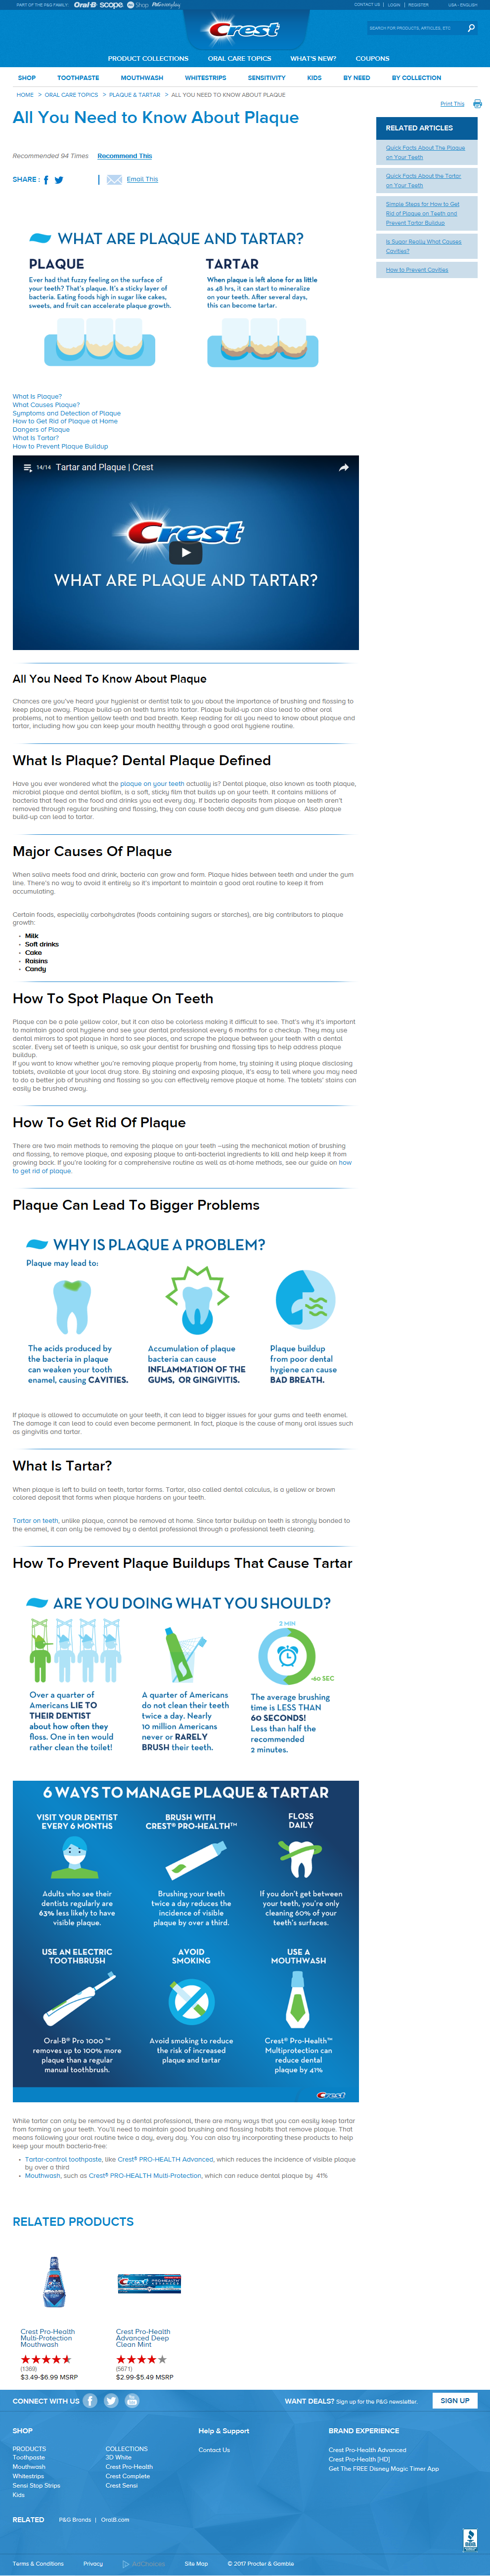 PART OF THE P&G FAMILY Oral-B scope Shop P&G everyday CONTACT US | LOGIN | REGISTER USA - ENGLISH
Crest
SEARCH FOR PRODUCTS, ARTICLES, ETC
PRODUCT COLLECTIONS ORAL CARE TOPICS WHAT'S NEW? COUPONS
SHOP TOOTHPASTE MOUTHWASH WHITESTRIPS SENSITIVITY KIDS BY NEED BY COLLECTION
HOME > ORAL CARE TOPICS > PLAQUE & TARTAR > ALL YOU NEED TO KNOW ABOUT PLAQUE
Print This
All You Need to Know About Plaque
Recommended 94 Times Recommend This
SHARE : Email This
RELATED ARTICLES
Quick Facts About The Plaque
on Your Teeth
Quick Facts About the Tartar
on Your Teeth
Simple Steps for How to Get
Rid of Plaque on Teeth and
Prevent Tartar Buildup
Is Sugar Really What Causes
Cavities?
How to Prevent Cavities
WHAT ARE PLAQUE AND TARTAR?
PLAQUE
Ever had that fuzzy feeling on the surface of
your teeth? That's plaque. It's a sticky layer of
bacteria. Eating foods high in sugar like cakes,
sweets, and fruit can accelerate plaque growth.
TARTAR
When plaque is left alone for as little
as 48 hrs, it can start to mineralize
on your teeth. After several days,
this can become tartar.
What Is Plaque?
What Causes Plaque?
Symptoms and Detection of Plaque
How to Get Rid of Plaque at Home
Dangers of Plaque
What Is Tartar?
How to Prevent Plaque Buildup
14/14 Tartar and Plaque | Crest
Crest
WHAT ARE PLAQUE AND TARTAR?
All You Need To Know About Plaque
Chances are you've heard your hygienist or dentist talk to you about the importance of brushing and flossing to
keep plaque away. Plaque build-up on teeth turns into tartar. Plaque build-up can also lead to other oral
problems, not to mention yellow teeth and bad breath. Keep reading for all you need to know about plaque and
tartar, including how you can keep your mouth healthy through a good oral hygiene routine.
What Is Plaque? Dental Plaque Defined
Have you ever wondered what the plaque on your teeth actually is? Dental plaque, also known as tooth plaque,
microbial plaque and dental biofilm, is a soft, sticky film that builds up on your teeth. It contains millions of
bacteria that feed on the food and drinks you eat every day. If bacteria deposits from plaque on teeth aren't
removed through regular brushing and flossing, they can cause tooth decay and gum disease. Also plaque
build-up can lead to tartar.
Major Causes Of Plaque
When saliva meets food and drink, bacteria can grow and form. Plaque hides between teeth and under the gum
line. There's no way to avoid it entirely so it's important to maintain a good oral routine to keep it from
accumulating.
Certain foods, especially carbohydrates (foods containing sugars or starches), are big contributors to plaque
growth:
• Milk
• Soft drinks
• Cake
• Raisins
• Candy
How To Spot Plaque On Teeth
Plaque can be a pale yellow color, but it can also be colorless making it difficult to see. That's why it's important
to maintain good oral hygiene and see your dental professional every 6 months for a checkup. They may use
dental mirrors to spot plaque in hard to see places, and scrape the plaque between your teeth with a dental
scaler. Every set of teeth is unique, so ask your dentist for brushing and flossing tips to help address plaque
buildup.
If you want to know whether you're removing plaque properly from home, try staining it using plaque disclosing
tablets, available at your local drug store. By staining and exposing plaque, it's easy to tell where you may need
to do a better job of brushing and flossing so you can effectively remove plaque at home. The tablets' stains can
easily be brushed away.
How To Get Rid Of Plaque
There are two main methods to removing the plaque on your teeth –using the mechanical motion of brushing
and flossing, to remove plaque, and exposing plaque to anti-bacterial ingredients to kill and help keep it from
growing back. If you're looking for a comprehensive routine as well as at-home methods, see our guide on how
to get rid of plaque.
Plaque Can Lead To Bigger Problems
WHY IS PLAQUE A PROBLEM?
Plaque may lead to:
The acids produced by
the bacteria in plaque
can weaken your tooth
enamel, causing CAVITIES.
Accumulation of plaque
bacteria can cause
INFLAMMATION OF THE
GUMS, OR GINGIVITIS.
Plaque buildup
from poor dental
hygiene can cause
BAD BREATH.
If plaque is allowed to accumulate on your teeth, it can lead to bigger issues for your gums and teeth enamel.
The damage it can lead to could even become permanent. In fact, plaque is the cause of many oral issues such
as gingivitis and tartar.
What Is Tartar?
When plaque is left to build on teeth, tartar forms. Tartar, also called dental calculus, is a yellow or brown
colored deposit that forms when plaque hardens on your teeth.
Tartar on teeth, unlike plaque, cannot be removed at home. Since tartar buildup on teeth is strongly bonded to
the enamel, it can only be removed by a dental professional through a professional teeth cleaning.
How To Prevent Plaque Buildups That Cause Tartar
ARE YOU DOING WHAT YOU SHOULD?
Over a quarter of
Americans LIE TO
THEIR DENTIST
about how often they
floss. One in ten would
rather clean the toilet!
A quarter of Americans
do not clean their teeth
twice a day. Nearly
10 million Americans
never or RARELY
BRUSH their teeth.
2 MIN
-60 SEC
The average brushing
time is LESS THAN
60 SECONDS!
Less than half the
recommended
2 minutes.
6 WAYS TO MANAGE PLAQUE & TARTAR
VISIT YOUR DENTIST
EVERY 6 MONTHS
Adults who see their
dentists regularly are
63% less likely to have
visible plaque.
BRUSH WITH
CREST® PRO-HEALTH™
Brushing your teeth
twice a day reduces the
incidence of visible
plaque by over a third.
FLOSS
DAILY
If you don't get between
your teeth, you're only
cleaning 60% of your
teeth's surfaces.
USE AN ELECTRIC
TOOTHBRUSH
Oral-B® Pro 1000 ™
removes up to 100% more
plaque than a regular
manual toothbrush.
AVOID
SMOKING
Avoid smoking to reduce
the risk of increased
plaque and tartar
USE A
MOUTHWASH
Crest® Pro-Health™
Multiprotection can
reduce dental
plaque by 41%
Crest
While tartar can only be removed by a dental professional, there are many ways that you can easily keep tartar
from forming on your teeth. You'll need to maintain good brushing and flossing habits that remove plaque. That
means following your oral routine twice a day, every day. You can also try incorporating these products to help
keep your mouth bacteria-free:
• Tartar-control toothpaste, like Crest® PRO-HEALTH Advanced, which reduces the incidence of visible plaque
by over a third
• Mouthwash, such as Crest® PRO-HEALTH Multi-Protection, which can reduce dental plaque by 41%
RELATED PRODUCTS
Crest Pro-Health
Multi-Protection
Mouthwash
(1369)
$3.49-$6.99 MSRP
Crest Pro-Health
Advanced Deep
Clean Mint
(5671)
$2.99-$5.49 MSRP
CONNECT WITH US WANT DEALS? Sign up for the P&G newsletter. SIGN UP
SHOP
PRODUCTS
Toothpaste
Mouthwash
Whitestrips
Sensi Stop Strips
Kids
COLLECTIONS
3D White
Crest Pro-Health
Crest Complete
Crest Sensi
Help & Support
Contact Us
BRAND EXPERIENCE
Crest Pro-Health Advanced
Crest Pro-Health [HD]
Get The FREE Disney Magic Timer App
RELATED P&G Brands | OralB.com
BBB
Terms & Conditions Privacy AdChoices Site Map © 2017 Procter & Gamble